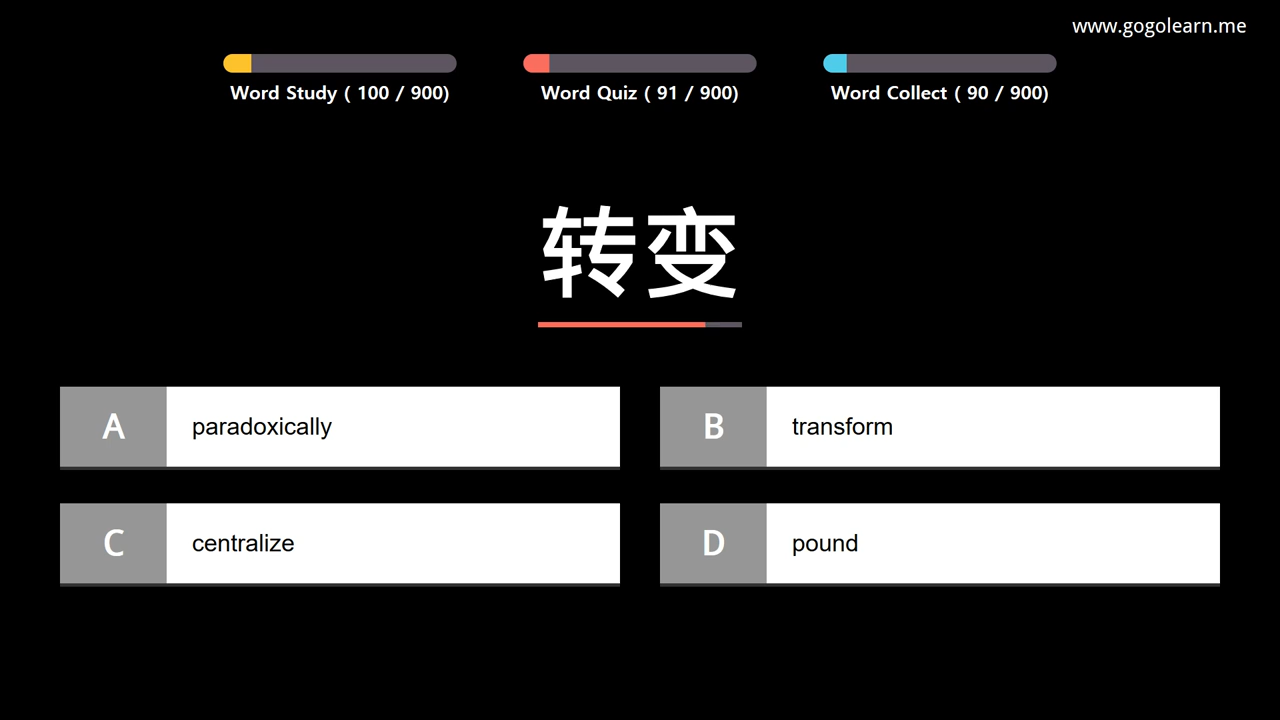 www.gogolearn.me
Word Study ( 100 / 900)
Word Quiz ( 91 / 900)
Word Collect ( 90 / 900)
转变
A paradoxically
B transform
C centralize
D pound